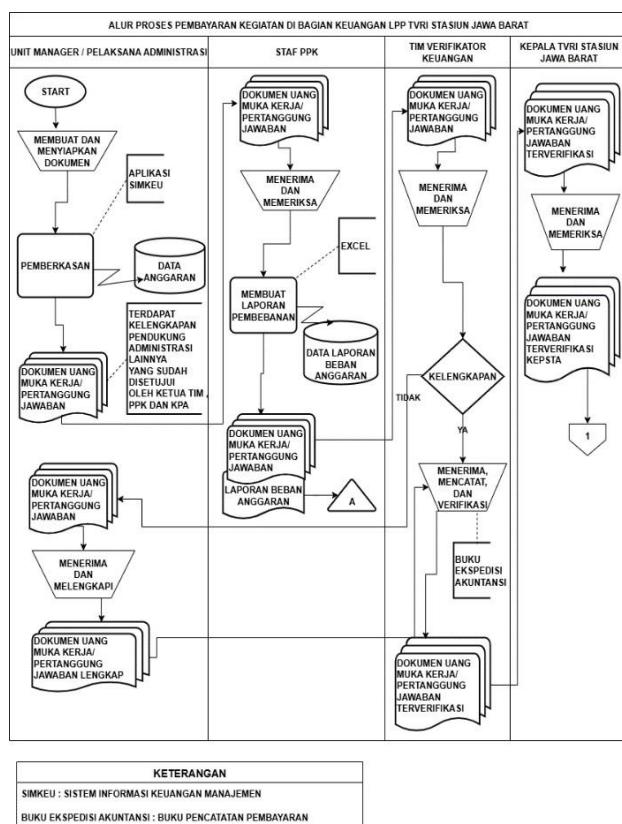 ALUR PROSES PEMBAYARAN KEGIATAN DI BAGIAN KEUANGAN LPP TVRI STASIUN JAWA BARAT
UNIT MANAGER / PELAKSANA ADMINISTRASI
START
MEMBUAT DAN
MENYIAPKAN
DOKUMEN
APLIKASI
SIMKEU
PEMBERKASAN
DATA
ANGGARAN
TERDAPAT
KELENGKAPAN
PENDUKUNG
ADMINISTRASI
LAINNYA
YANG SUDAH
DISETUJUI
OLEH KETUA TIM,
PPK DAN KPA
DOKUMEN UANG
MUKA KERJA/
PERTANGGUNG
JAWABAN
DOKUMEN UANG
MUKA KERJA/
PERTANGGUNG
JAWABAN
MENERIMA
DAN
MELENGKAPI
DOKUMEN UANG
MUKA KERJA/
PERTANGGUNG
JAWABAN LENGKAP
STAF PPK
DOKUMEN UANG
MUKA KERJA/
PERTANGGUNG
JAWABAN
MENERIMA
DAN
MEMERIKSA
EXCEL
MEMBUAT
LAPORAN
PEMBEBANAN
DATA LAPORAN
BEBAN
ANGGARAN
DOKUMEN UANG
MUKA KERJA/
PERTANGGUNG
JAWABAN
LAPORAN BEBAN
ANGGARAN
A
TIM VERIFIKATOR
KEUANGAN
DOKUMEN UANG
MUKA KERJA/
PERTANGGUNG
JAWABAN
MENERIMA
DAN
MEMERIKSA
KELENGKAPAN
TIDAK
YA
MENERIMA,
MENCATAT,
DAN
VERIFIKASI
BUKU
EKSPEDISI
AKUNTANSI
DOKUMEN UANG
MUKA KERJA/
PERTANGGUNG
JAWABAN
TERVERIFIKASI
KEPALA TVRI STASIUN
JAWA BARAT
DOKUMEN UANG
MUKA KERJA/
PERTANGGUNG
JAWABAN
TERVERIFIKASI
MENERIMA
DAN
MEMERIKSA
DOKUMEN UANG
MUKA KERJA/
PERTANGGUNG
JAWABAN
TERVERIFIKASI
KEPSTA
1
KETERANGAN
SIMKEU : SISTEM INFORMASI KEUANGAN MANAJEMEN
BUKU EKSPEDISI AKUNTANSI : BUKU PENCATATAN PEMBAYARAN